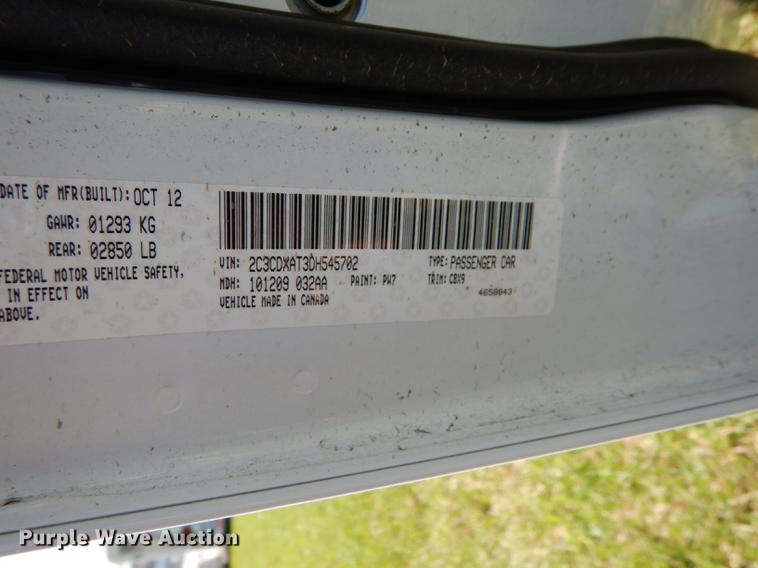 DATE OF MFR(BUILT): OCT 12
GAWR: 01293 KG
REAR: 02850 LB
FEDERAL MOTOR VEHICLE SAFETY,
IN EFFECT ON
ABOVE.
VIN: 2C3CDXAT3DH545702 TYPE: PASSENGER CAR
MDH: 101209 032AA PAINT: PW7 TRIM: CBX9
VEHICLE MADE IN CANADA 4658843
Purple Wave Auction